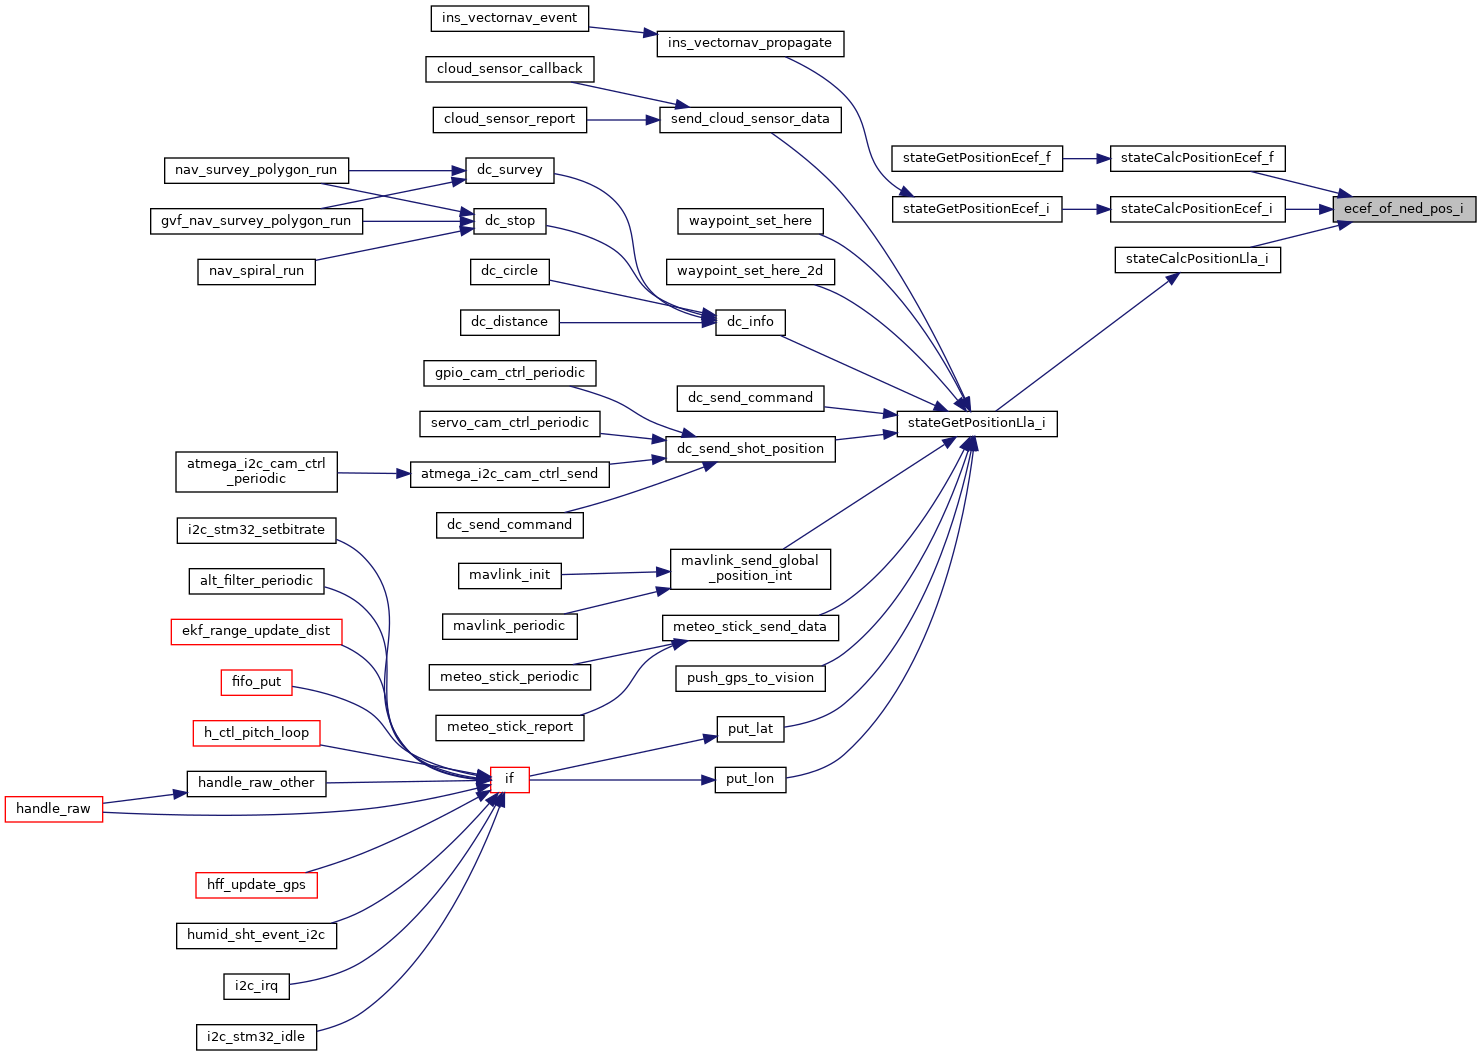 ins_vectornav_event
ins_vectornav_propagate
cloud_sensor_callback
cloud_sensor_report
send_cloud_sensor_data
stateGetPositionEcef_f
stateCalcPositionEcef_f
nav_survey_polygon_run
dc_survey
gvf_nav_survey_polygon_run
dc_stop
waypoint_set_here
stateGetPositionEcef_i
stateCalcPositionEcef_i
ecef_of_ned_pos_i
nav_spiral_run
dc_circle
waypoint_set_here_2d
stateCalcPositionLla_i
dc_distance
dc_info
gpio_cam_ctrl_periodic
dc_send_command
servo_cam_ctrl_periodic
stateGetPositionLla_i
dc_send_shot_position
atmega_i2c_cam_ctrl
_periodic
atmega_i2c_cam_ctrl_send
i2c_stm32_setbitrate
dc_send_command
alt_filter_periodic
mavlink_init
mavlink_send_global
_position_int
ekf_range_update_dist
mavlink_periodic
meteo_stick_send_data
fifo_put
meteo_stick_periodic
push_gps_to_vision
h_ctl_pitch_loop
meteo_stick_report
put_lat
handle_raw_other
if
put_lon
handle_raw
hff_update_gps
humid_sht_event_i2c
i2c_irq
i2c_stm32_idle